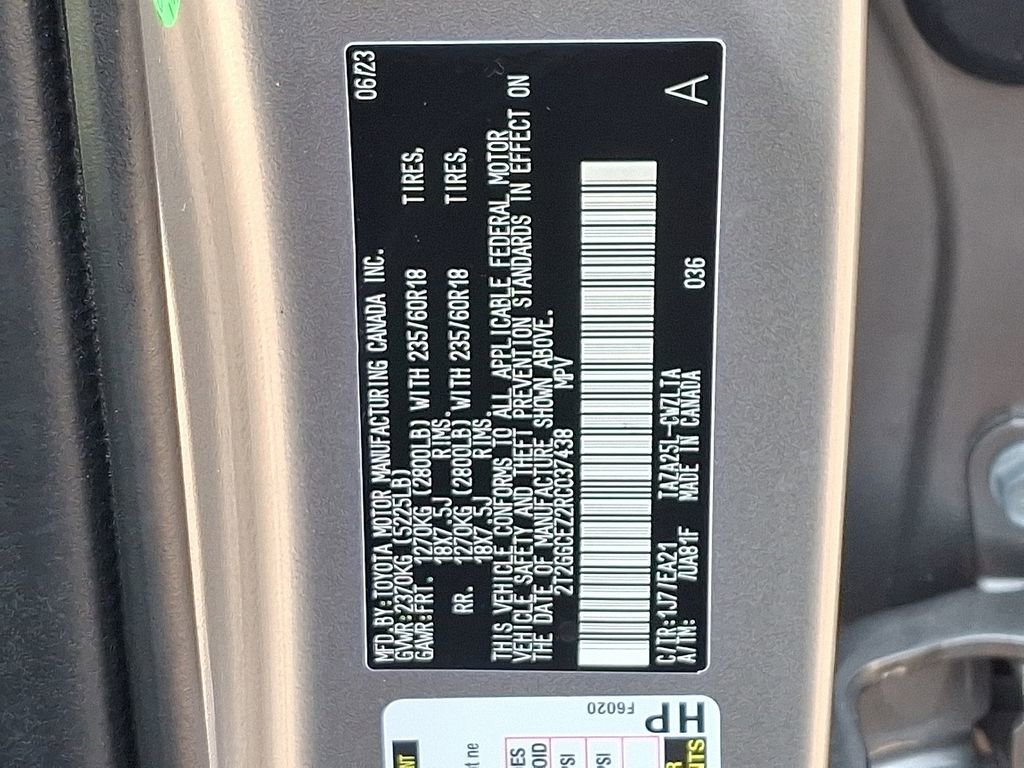 MFD.BY:TOYOTA MOTOR MANUFACTURING CANADA INC. 06/23
GVWR:2370KG (5225LB)
GAWR:FRT. 1270KG (2800LB) WITH 235/60R18 TIRES,
18X7.5J RIMS.
RR. 1270KG (2800LB) WITH 235/60R18 TIRES,
18X7.5J RIMS.
THIS VEHICLE CONFORMS TO ALL APPLICABLE FEDERAL MOTOR
VEHICLE SAFETY AND THEFT PREVENTION STANDARDS IN EFFECT ON
THE DATE OF MANUFACTURE SHOWN ABOVE.
2T2GGCEZ2RC037438 MPV
C/TR:1J7/EA21 TAZA25L-CWZLTA 036 A
A/TM: /UA81F MADE IN CANADA
F6020
HP